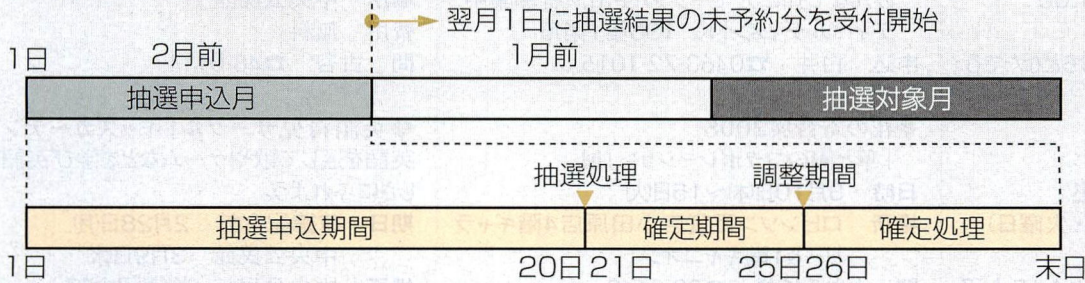 翌月1日に抽選結果の未予約分を受付開始
1日 2月前 1月前
抽選申込月 抽選対象月
抽選処理 調整期間
抽選申込期間 確定期間 確定処理
1日 20日 21日 25日 26日 末日